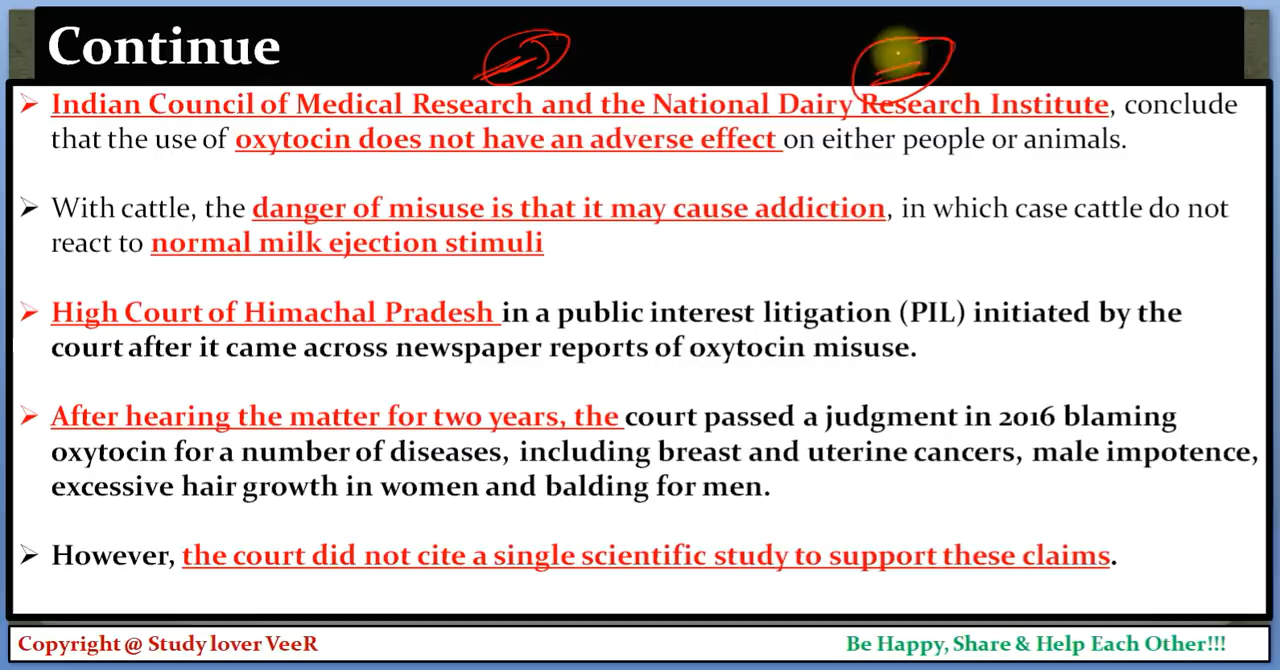 Continue
➢ Indian Council of Medical Research and the National Dairy Research Institute, conclude
that the use of oxytocin does not have an adverse effect on either people or animals.
➢ With cattle, the danger of misuse is that it may cause addiction, in which case cattle do not
react to normal milk ejection stimuli
➢ High Court of Himachal Pradesh in a public interest litigation (PIL) initiated by the
court after it came across newspaper reports of oxytocin misuse.
➢ After hearing the matter for two years, the court passed a judgment in 2016 blaming
oxytocin for a number of diseases, including breast and uterine cancers, male impotence,
excessive hair growth in women and balding for men.
➢ However, the court did not cite a single scientific study to support these claims.
Copyright @ Study lover VeeR
Be Happy, Share & Help Each Other!!!